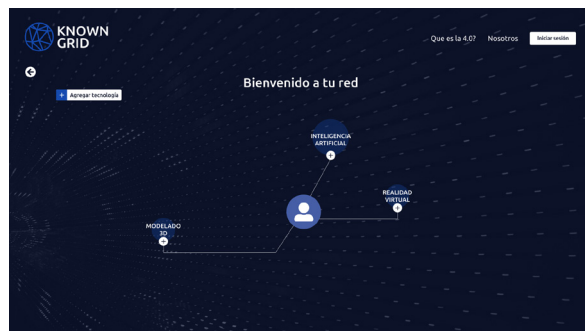 KNOWN
GRID
Que es la 4.0?
Nosotros
Iniciar sesión
Agregar tecnología
Bienvenido a tu red
INTELIGENCIA
ARTIFICIAL
REALIDAD
VIRTUAL
MODELADO
3D